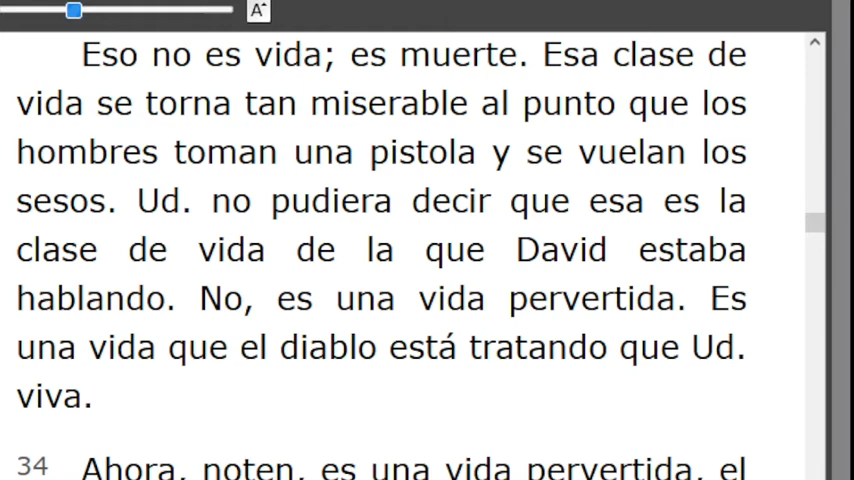 A
Eso no es vida; es muerte. Esa clase de
vida se torna tan miserable al punto que los
hombres toman una pistola y se vuelan los
sesos. Ud. no pudiera decir que esa es la
clase de vida de la que David estaba
hablando. No, es una vida pervertida. Es
una vida que el diablo está tratando que Ud.
viva.
34 Ahora, noten, es una vida pervertida, el